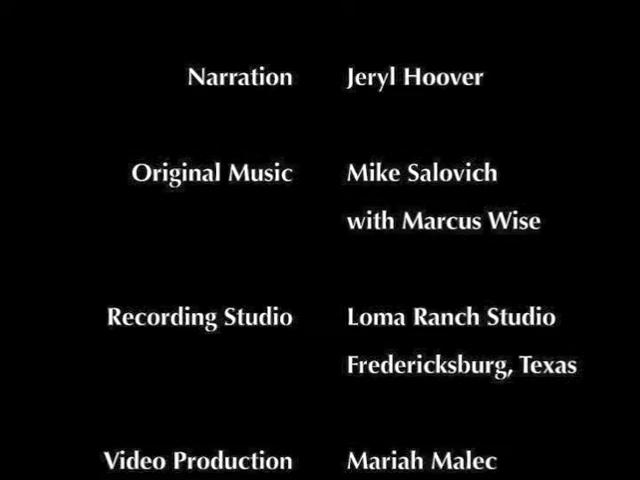 Narration Jeryl Hoover
Original Music Mike Salovich
with Marcus Wise
Recording Studio Loma Ranch Studio
Fredericksburg, Texas
Video Production Mariah Malec